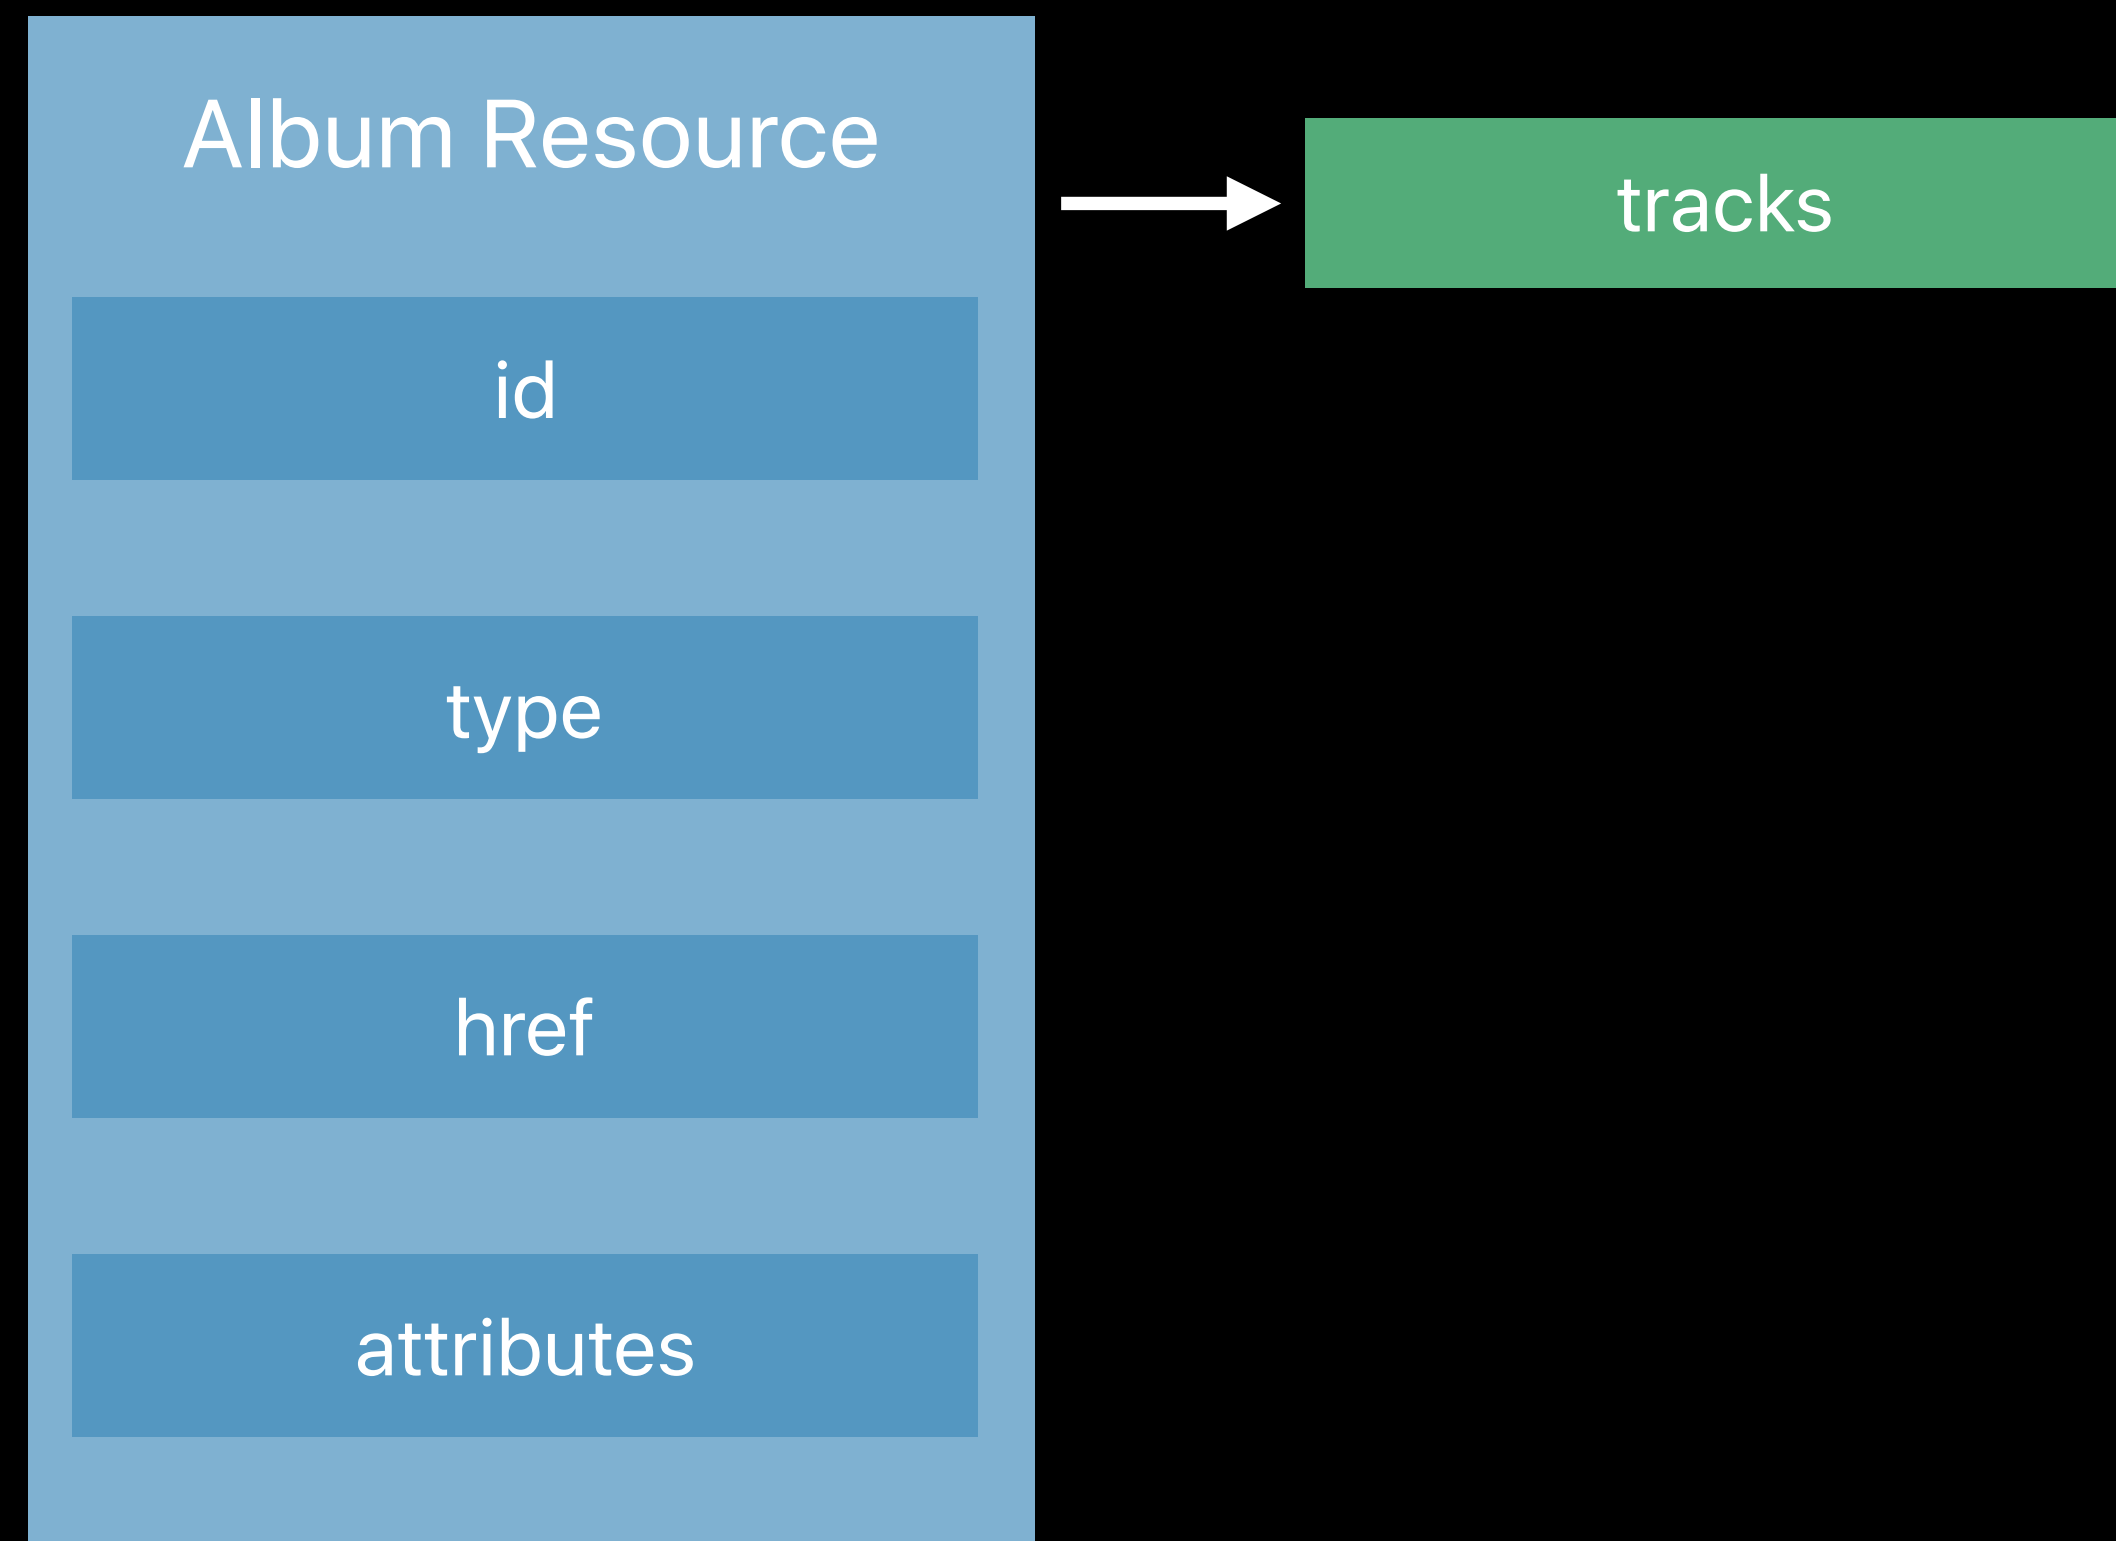 Album Resource
id
type
href
attributes
tracks